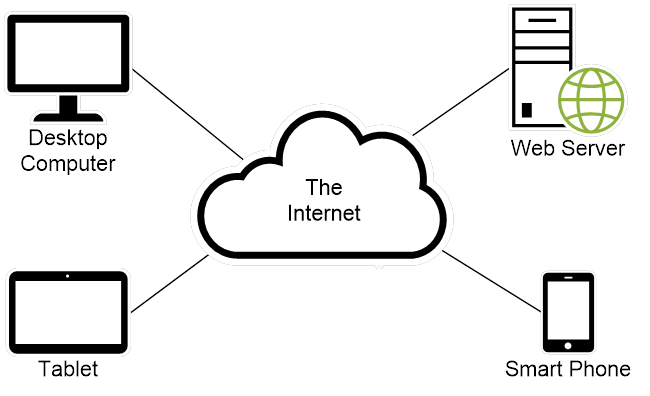 Desktop
Computer
Web Server
The
Internet
Tablet
Smart Phone